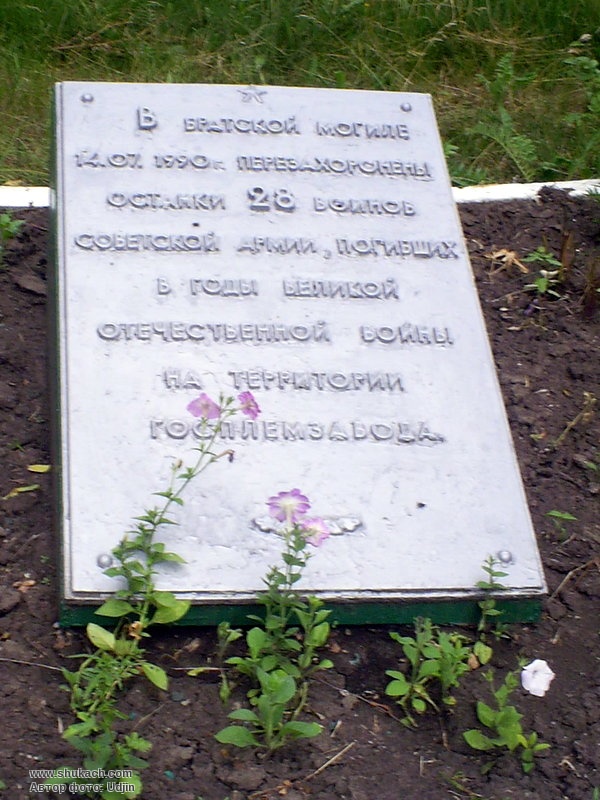 В БРАТСКОЙ МОГИЛЕ
14.07. 1990 г. ПЕРЕЗАХОРОНЕНЫ
ОСТАНКИ 28 ВОИНОВ
СОВЕТСКОЙ АРМИИ, ПОГИВШИХ
В ГОДЫ ВЕЛИКОЙ
ОТЕЧЕСТВЕННОЙ ВОЙНЫ
НА ТЕРРИТОРИИ
ГОСПЛЕМЗАВОДА.
www.shukach.com
Автор фото: Udjin